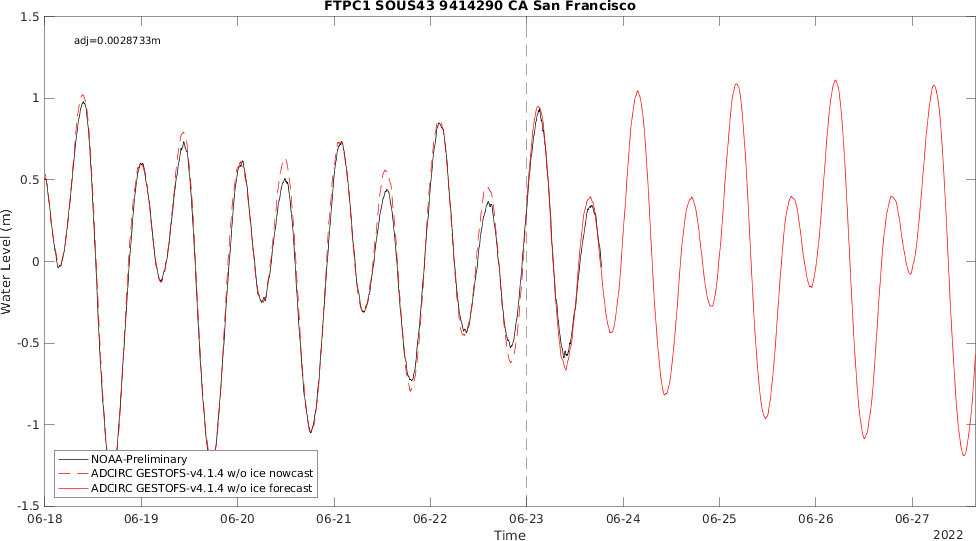 FTPC1 SOUS43 9414290 CA San Francisco
adj=0.0028733m
1.5
1
0.5
0
-0.5
-1
-1.5
Water Level (m)
NOAA-Preliminary
ADCIRC GESTOFS-v4.1.4 w/o ice nowcast
ADCIRC GESTOFS-v4.1.4 w/o ice forecast
06-18 06-19 06-20 06-21 06-22 06-23 06-24 06-25 06-26 06-27
Time
2022